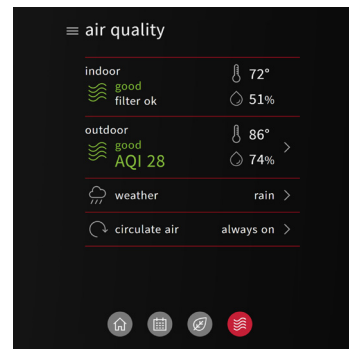 air quality
indoor
good
filter ok
72°
51%
outdoor
good
AQI 28
86°
74%
weather rain
circulate air always on